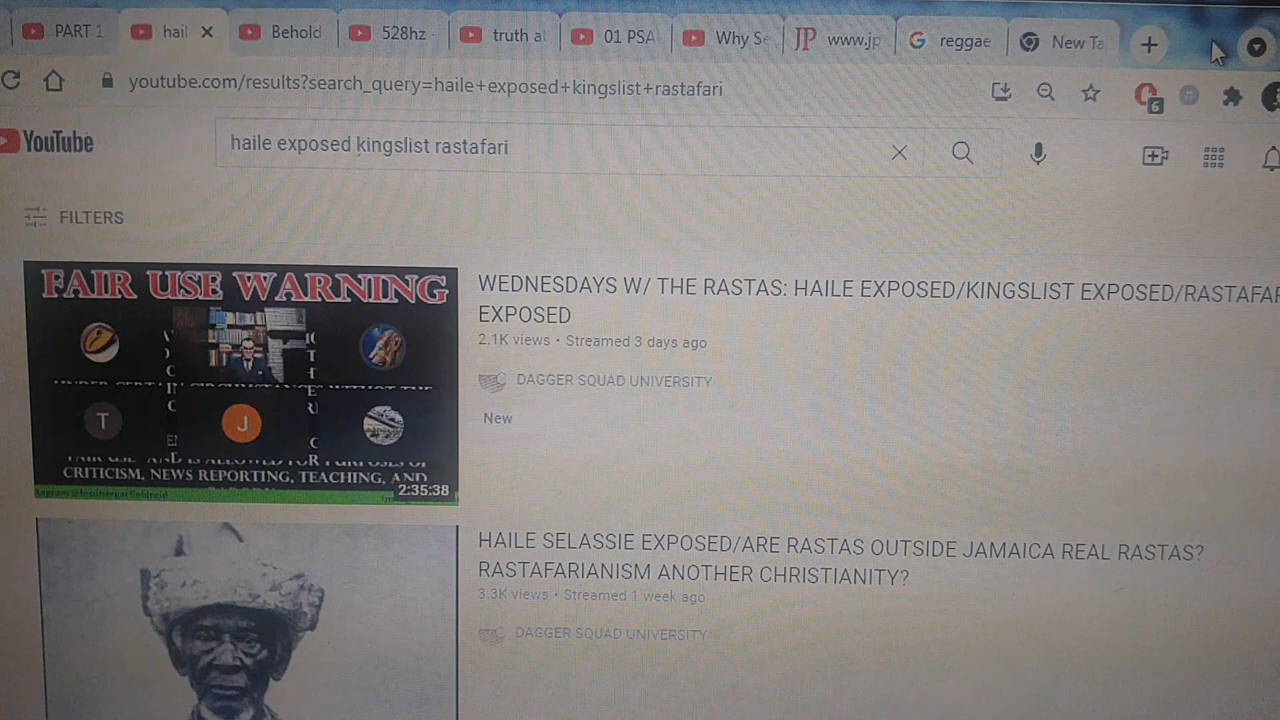 PART 1
hail
Behold
528hz
truth a
01 PSA
Why Se
JP www.jp
G reggae
New Ta
youtube.com/results?search_query=haile+exposed+kingslist+rastafari
6
YouTube
haile exposed kingslist rastafari
FILTERS
FAIR USE WARNING
T
J
CRITICISM, NEWS REPORTING, TEACHING, AND
2:35:38
WEDNESDAYS W/ THE RASTAS: HAILE EXPOSED/KINGSLIST EXPOSED/RASTAFAR
EXPOSED
2.1K views • Streamed 3 days ago
DAGGER SQUAD UNIVERSITY
New
HAILE SELASSIE EXPOSED/ARE RASTAS OUTSIDE JAMAICA REAL RASTAS?
RASTAFARIANISM ANOTHER CHRISTIANITY?
3.3K views • Streamed 1 week ago
DAGGER SQUAD UNIVERSITY